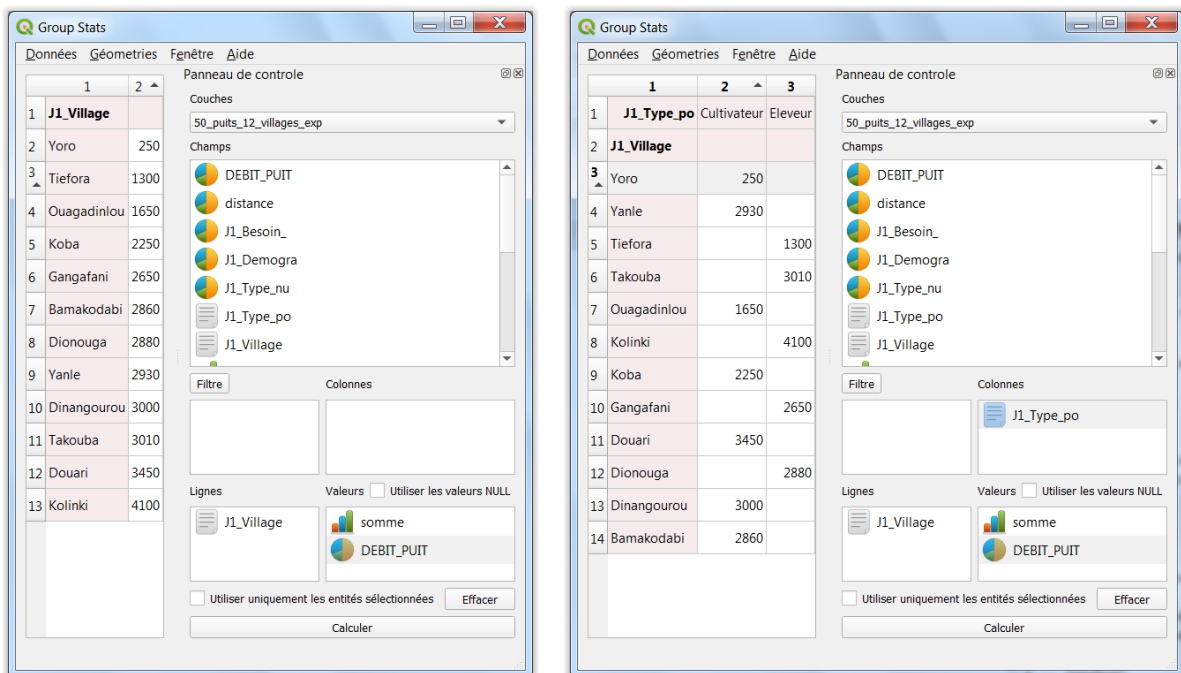 Group Stats
Données Géometries Fenêtre Aide
1 2
1 J1_Village
2 Yoro 250
3 Tiefora 1300
4 Ouagadinlou 1650
5 Koba 2250
6 Gangafani 2650
7 Bamakodabi 2860
8 Dionouga 2880
9 Yanle 2930
10 Dinangourou 3000
11 Takouba 3010
12 Douari 3450
13 Kolinki 4100
Panneau de controle
Couches
50_puits_12_villages_exp
Champs
DEBIT_PUIT
distance
J1_Besoin_
J1_Demogra
J1_Type_nu
J1_Type_po
J1_Village
Filtre Colonnes
Lignes Valeurs Utiliser les valeurs NULL
J1_Village somme
DEBIT_PUIT
Utiliser uniquement les entités sélectionnées Effacer
Calculer
Group Stats
Données Géometries Fenêtre Aide
1 2 3
1 J1_Type_po Cultivateur Eleveur
2 J1_Village
3 Yoro 250
4 Yanle 2930
5 Tiefora 1300
6 Takouba 3010
7 Ouagadinlou 1650
8 Kolinki 4100
9 Koba 2250
10 Gangafani 2650
11 Douari 3450
12 Dionouga 2880
13 Dinangourou 3000
14 Bamakodabi 2860
Panneau de controle
Couches
50_puits_12_villages_exp
Champs
DEBIT_PUIT
distance
J1_Besoin_
J1_Demogra
J1_Type_nu
J1_Type_po
J1_Village
Filtre Colonnes
J1_Type_po
Lignes Valeurs Utiliser les valeurs NULL
J1_Village somme
DEBIT_PUIT
Utiliser uniquement les entités sélectionnées Effacer
Calculer